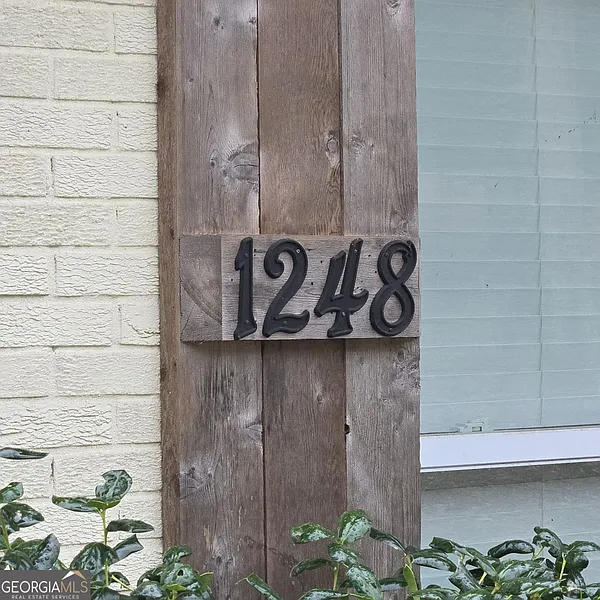 1248
GEORGIAMLS
REAL ESTATE SERVICES